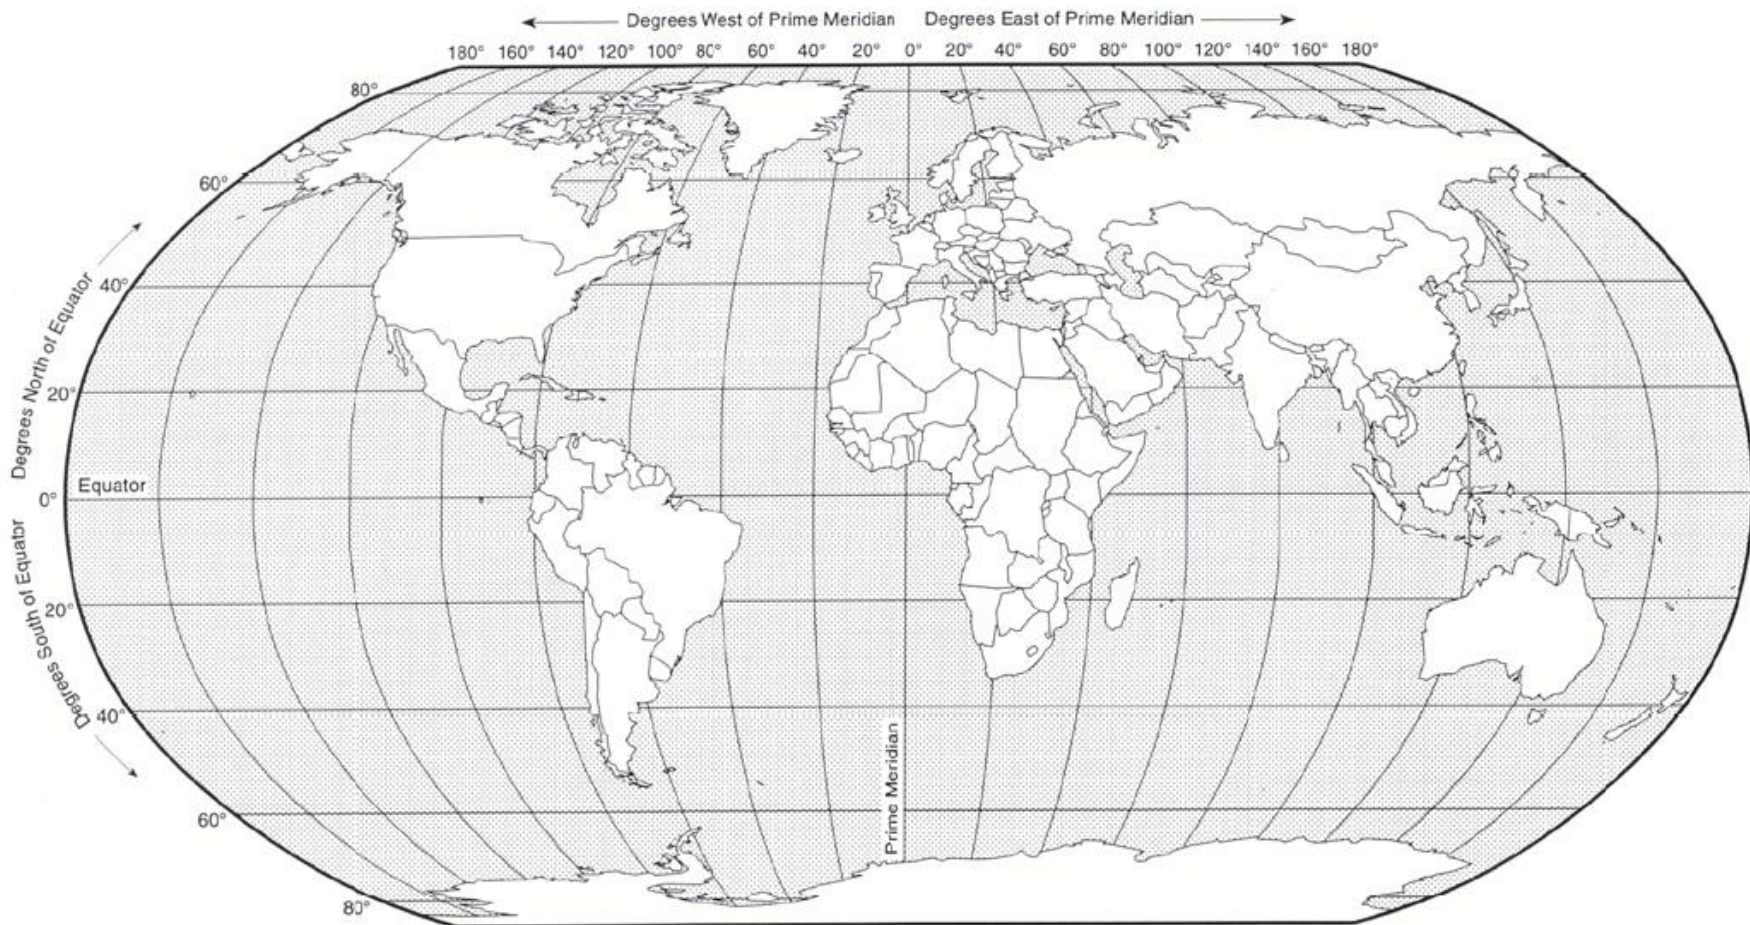 Degrees West of Prime Meridian Degrees East of Prime Meridian
180° 160° 140° 120° 100° 80° 60° 40° 20° 0° 20° 40° 60° 80° 100° 120° 140° 160° 180°
80°
60°
40°
20°
Equator
0°
20°
40°
60°
80°
Degrees North of Equator
Degrees South of Equator
Prime Meridian